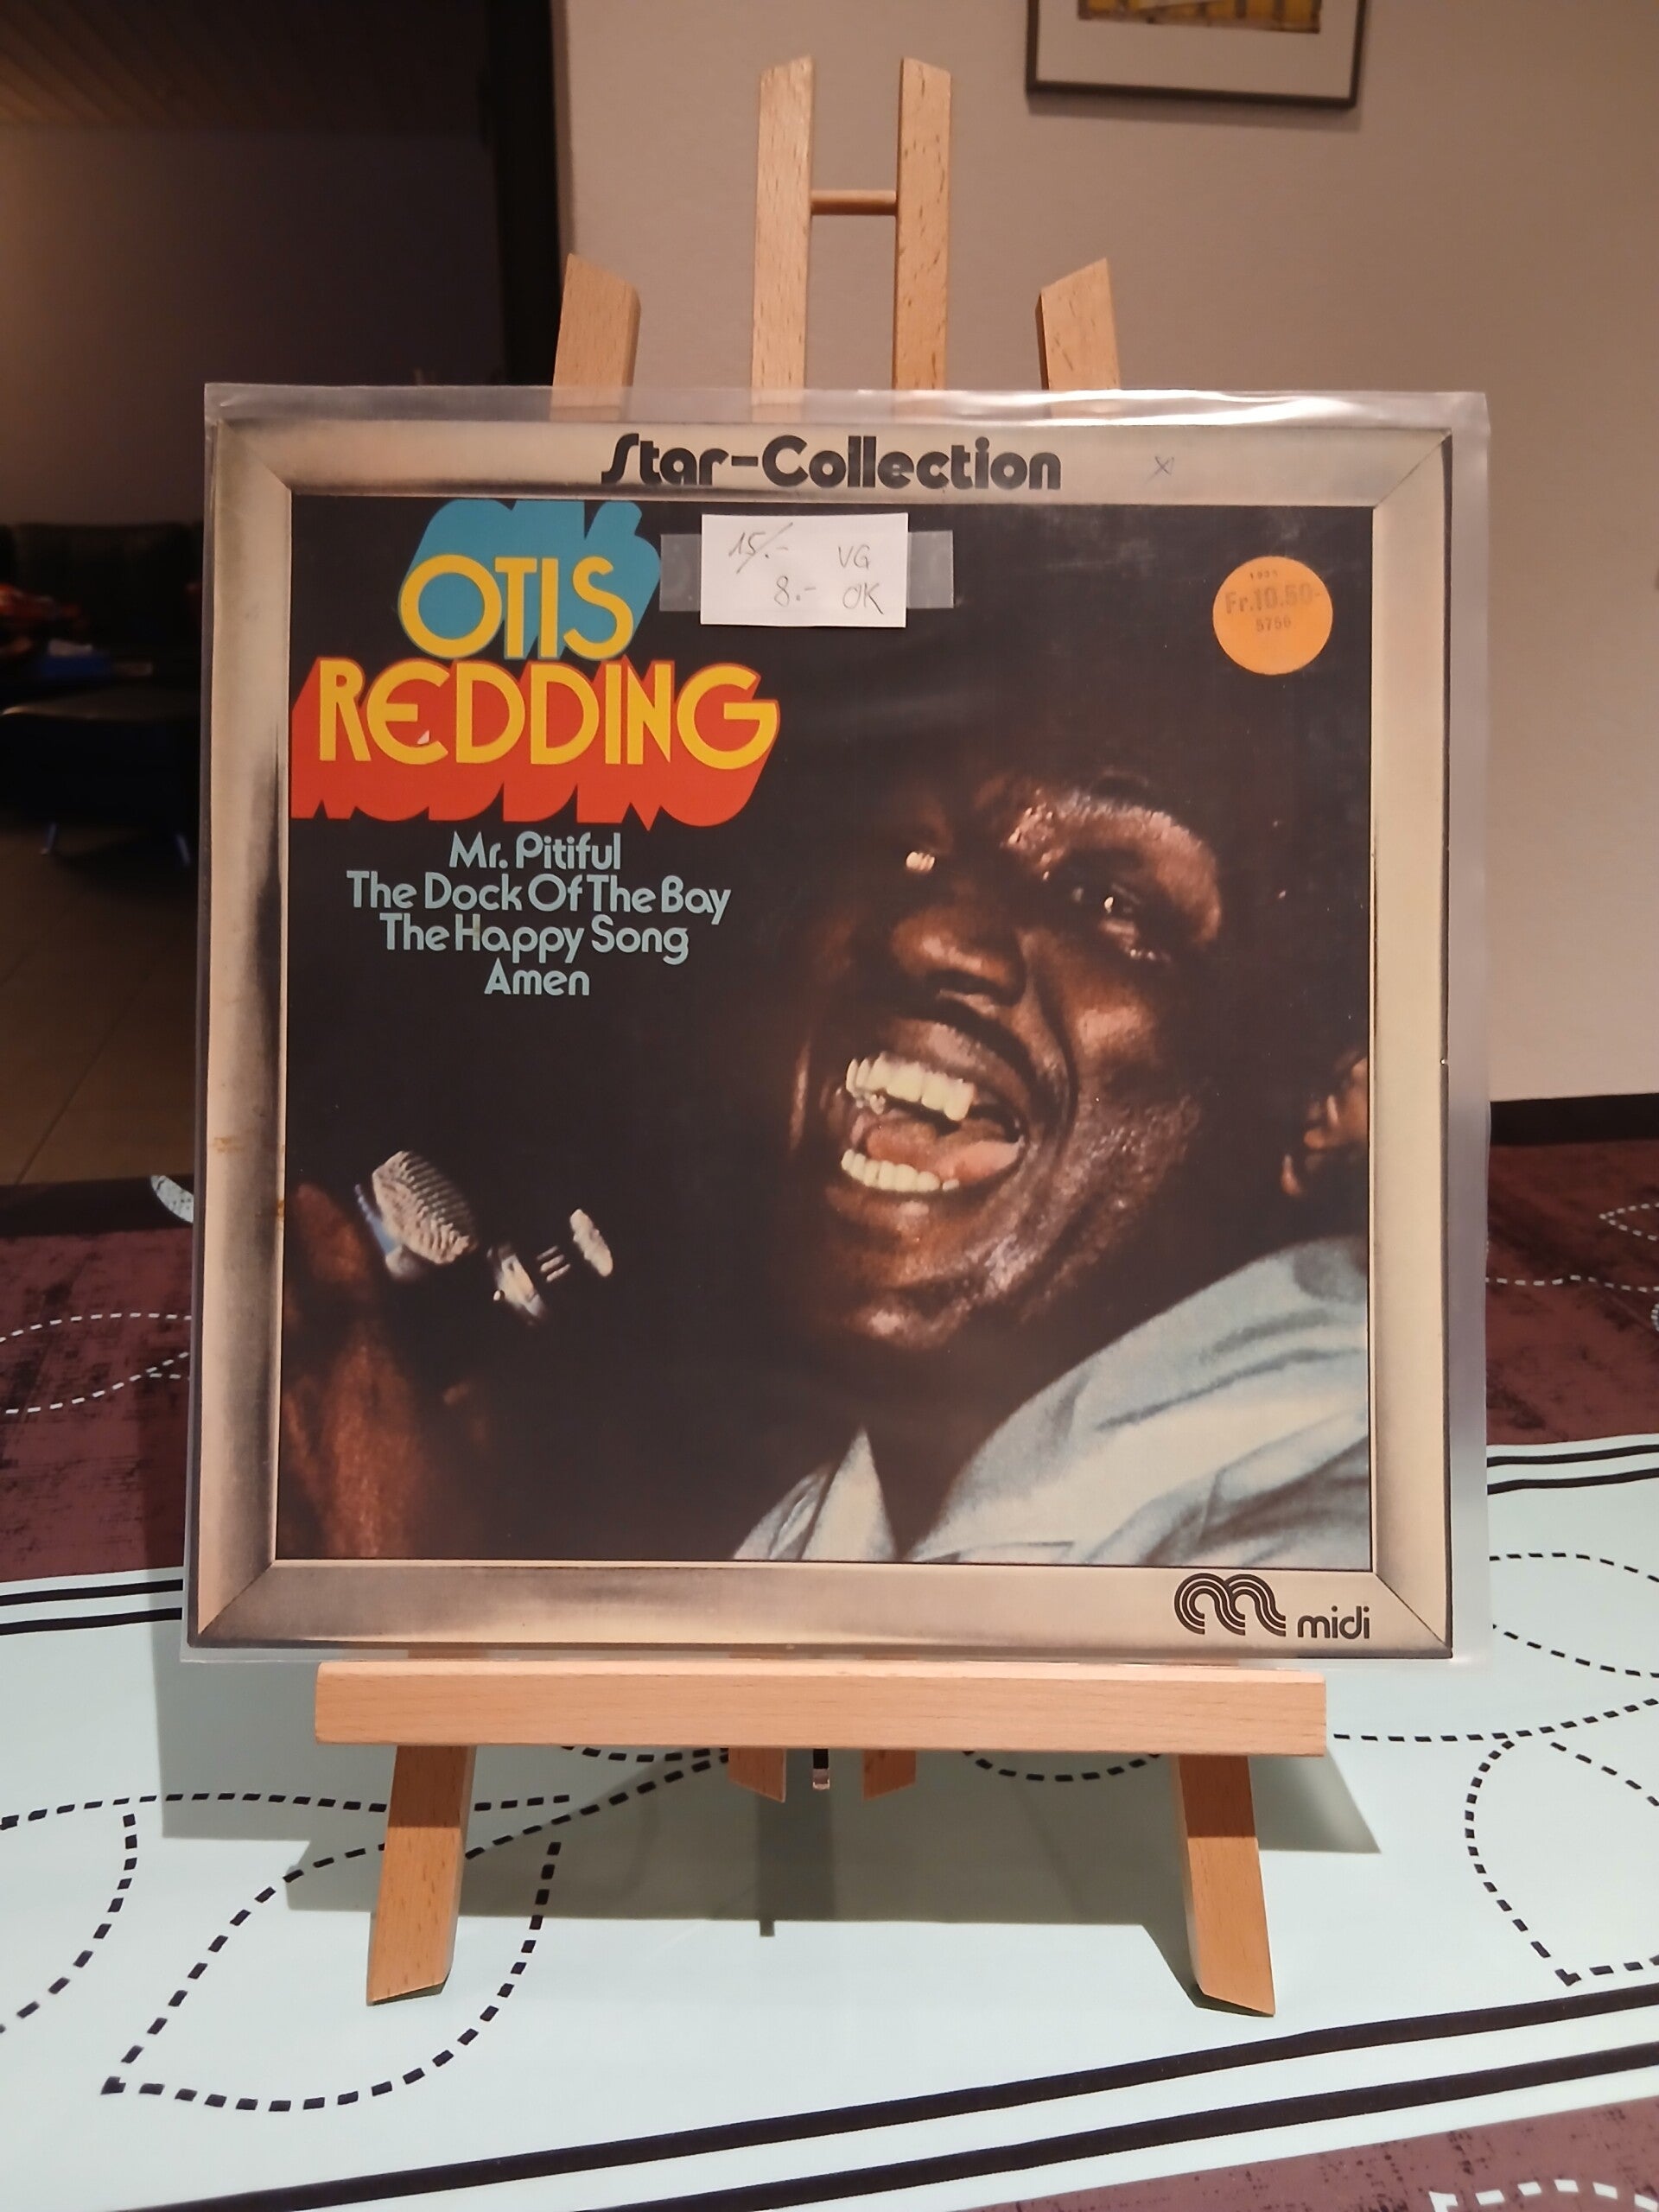 Star-Collection
OTIS
REDDING
15.- VG
8.- OK
Fr.10.50-
5750
Mr. Pitiful
The Dock Of The Bay
The Happy Song
Amen
midi